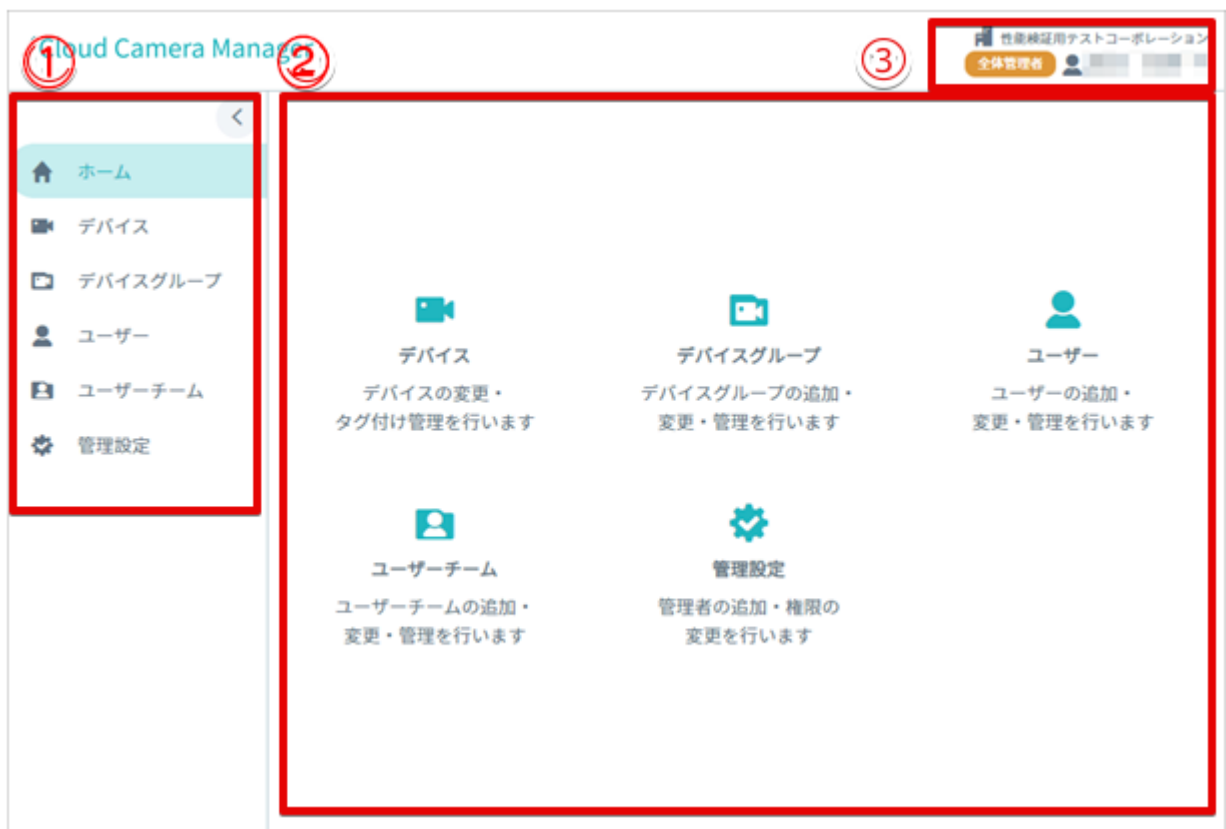 Cloud Camera Manager
①
②
③
性能検証用テストコーポレーション
全体管理者
ホーム
デバイス
デバイスグループ
ユーザー
ユーザーチーム
管理設定
デバイス
デバイスの変更・
タグ付け管理を行います
デバイスグループ
デバイスグループの追加・
変更・管理を行います
ユーザー
ユーザーの追加・
変更・管理を行います
ユーザーチーム
ユーザーチームの追加・
変更・管理を行います
管理設定
管理者の追加・権限の
変更を行います